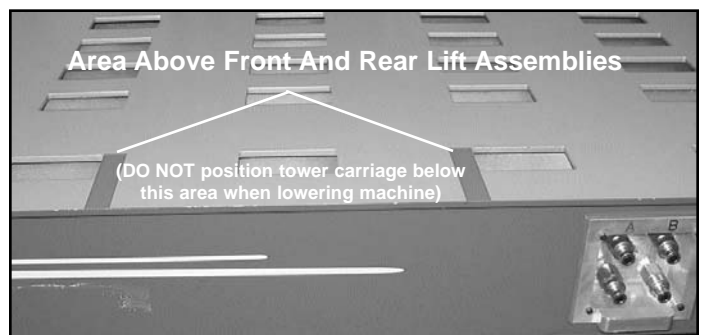 Area Above Front And Rear Lift Assemblies
(DO NOT position tower carriage below
this area when lowering machine)
A B